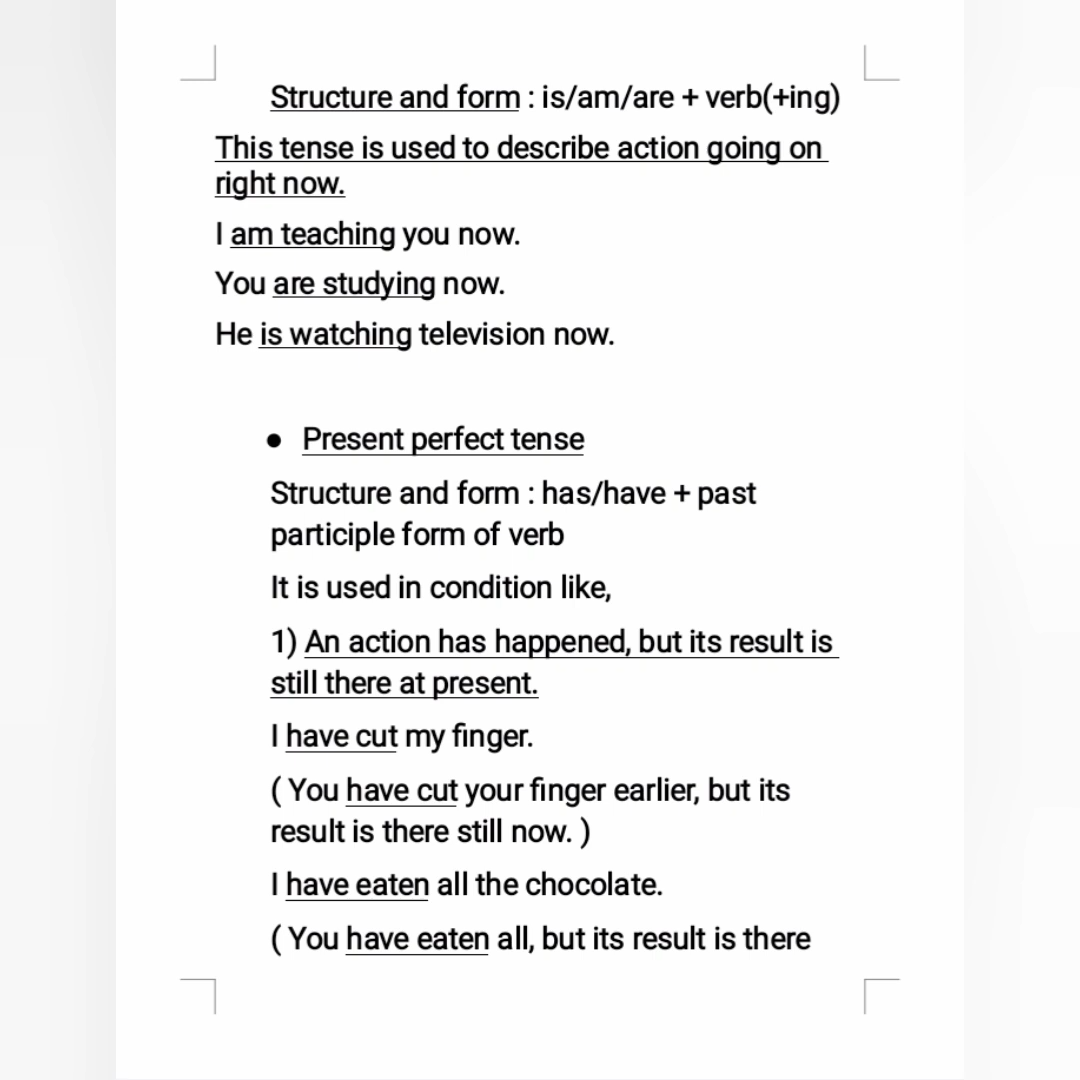 Structure and form : is/am/are + verb(+ing)
This tense is used to describe action going on
right now.
I am teaching you now.
You are studying now.
He is watching television now.
● Present perfect tense
Structure and form : has/have + past
participle form of verb
It is used in condition like,
1) An action has happened, but its result is
still there at present.
I have cut my finger.
( You have cut your finger earlier, but its
result is there still now. )
I have eaten all the chocolate.
( You have eaten all, but its result is there